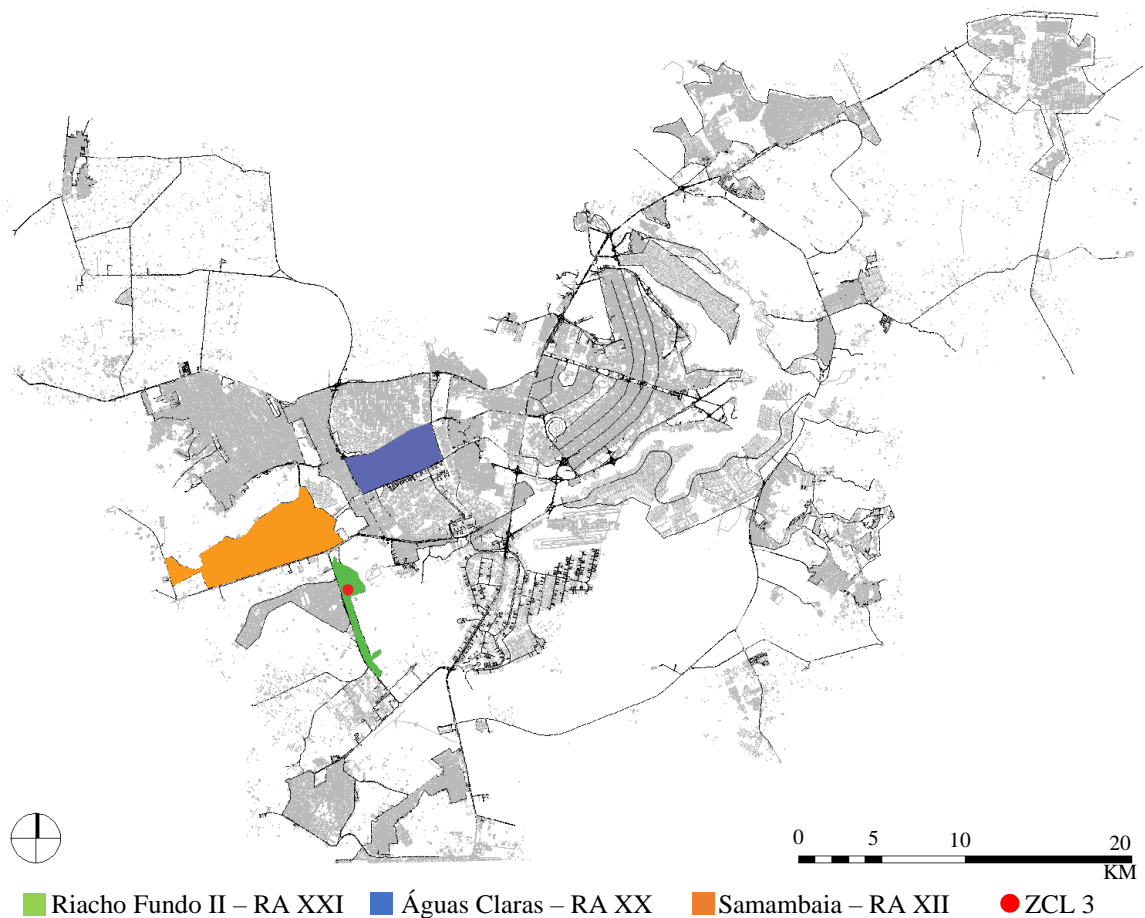 0 5 10 20
KM
Riacho Fundo II – RA XXI Águas Claras – RA XX Samambaia – RA XII ZCL 3